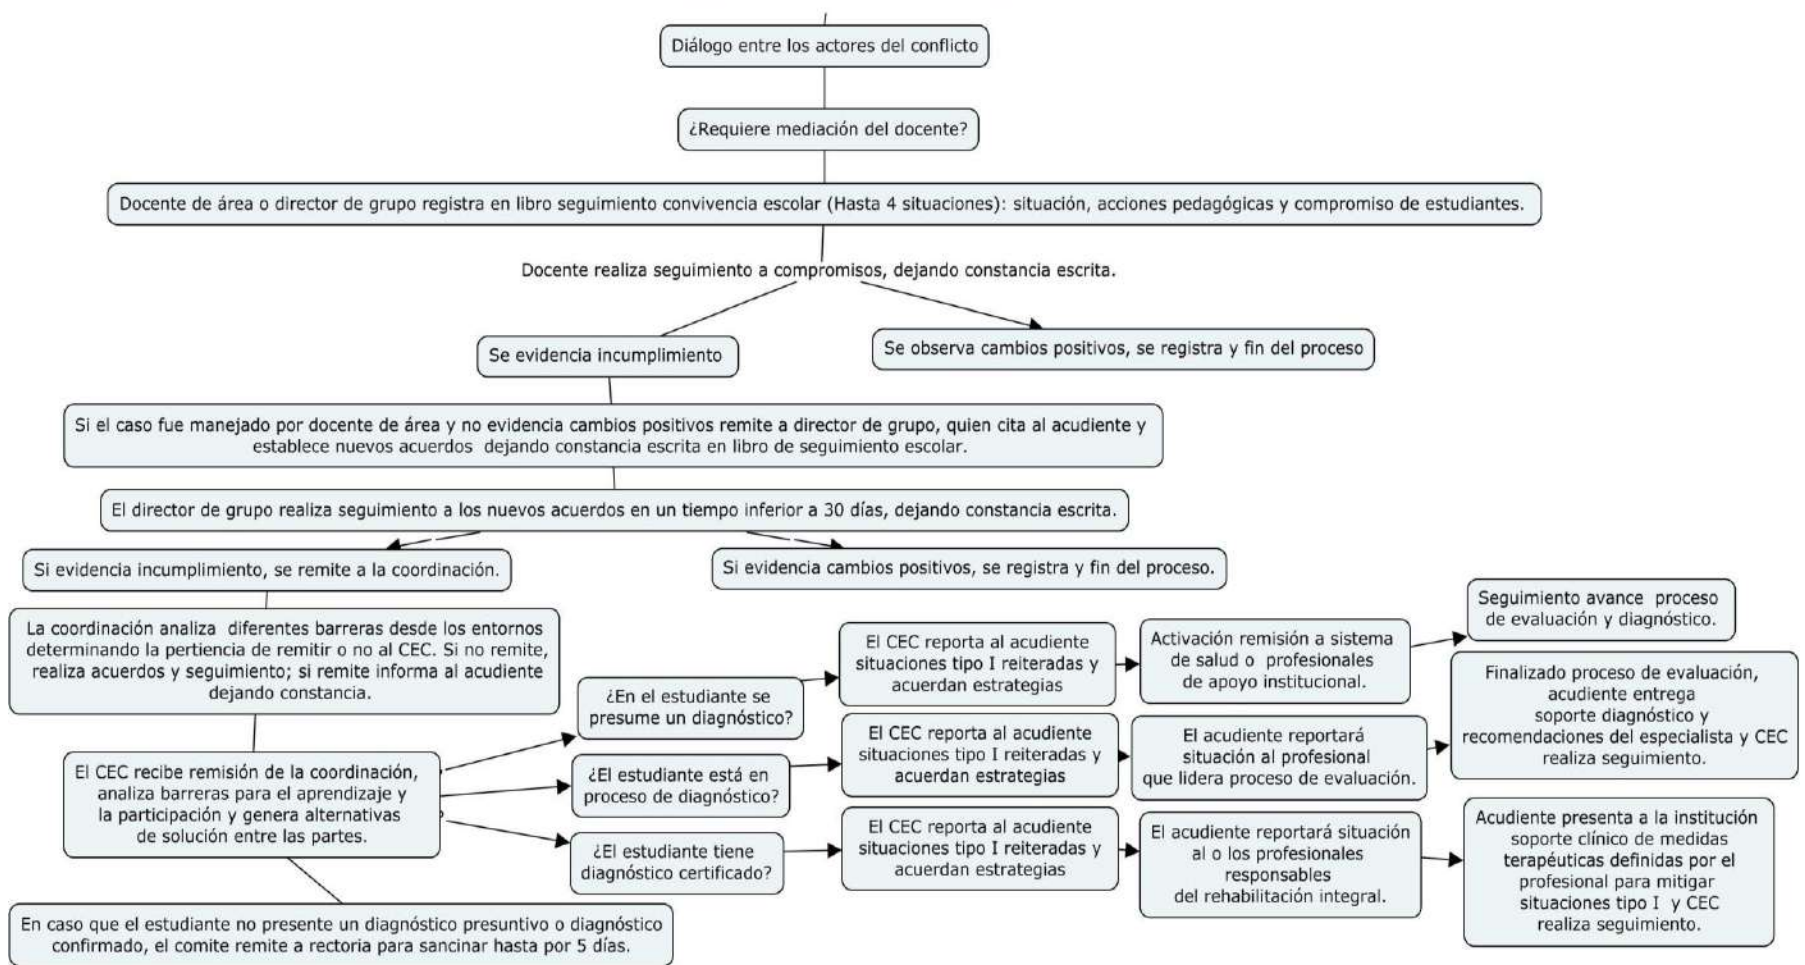 Diálogo entre los actores del conflicto
¿Requiere mediación del docente?
Docente de área o director de grupo registra en libro seguimiento convivencia escolar (Hasta 4 situaciones): situación, acciones pedagógicas y compromiso de estudiantes.
Docente realiza seguimiento a compromisos, dejando constancia escrita.
Se evidencia incumplimiento
Se observa cambios positivos, se registra y fin del proceso
Si el caso fue manejado por docente de área y no evidencia cambios positivos remite a director de grupo, quien cita al acudiente y
establece nuevos acuerdos dejando constancia escrita en libro de seguimiento escolar.
El director de grupo realiza seguimiento a los nuevos acuerdos en un tiempo inferior a 30 días, dejando constancia escrita.
Si evidencia incumplimiento, se remite a la coordinación.
Si evidencia cambios positivos, se registra y fin del proceso.
La coordinación analiza diferentes barreras desde los entornos
determinando la pertiencia de remitir o no al CEC. Si no remite,
realiza acuerdos y seguimiento; si remite informa al acudiente
dejando constancia.
El CEC recibe remisión de la coordinación,
analiza barreras para el aprendizaje y
la participación y genera alternativas
de solución entre las partes.
¿En el estudiante se
presume un diagnóstico?
El CEC reporta al acudiente
situaciones tipo I reiteradas y
acuerdan estrategias
Activación remisión a sistema
de salud o profesionales
de apoyo institucional.
Seguimiento avance proceso
de evaluación y diagnóstico.
¿El estudiante está en
proceso de diagnóstico?
El CEC reporta al acudiente
situaciones tipo I reiteradas y
acuerdan estrategias
El acudiente reportará
situación al profesional
que lidera proceso de evaluación.
Finalizado proceso de evaluación,
acudiente entrega
soporte diagnóstico y
recomendaciones del especialista y CEC
realiza seguimiento.
¿El estudiante tiene
diagnóstico certificado?
El CEC reporta al acudiente
situaciones tipo I reiteradas y
acuerdan estrategias
El acudiente reportará situación
al o los profesionales
responsables
del rehabilitación integral.
Acudiente presenta a la institución
soporte clínico de medidas
terapéuticas definidas por el
profesional para mitigar
situaciones tipo I y CEC
realiza seguimiento.
En caso que el estudiante no presente un diagnóstico presuntivo o diagnóstico
confirmado, el comite remite a rectoria para sancinar hasta por 5 días.